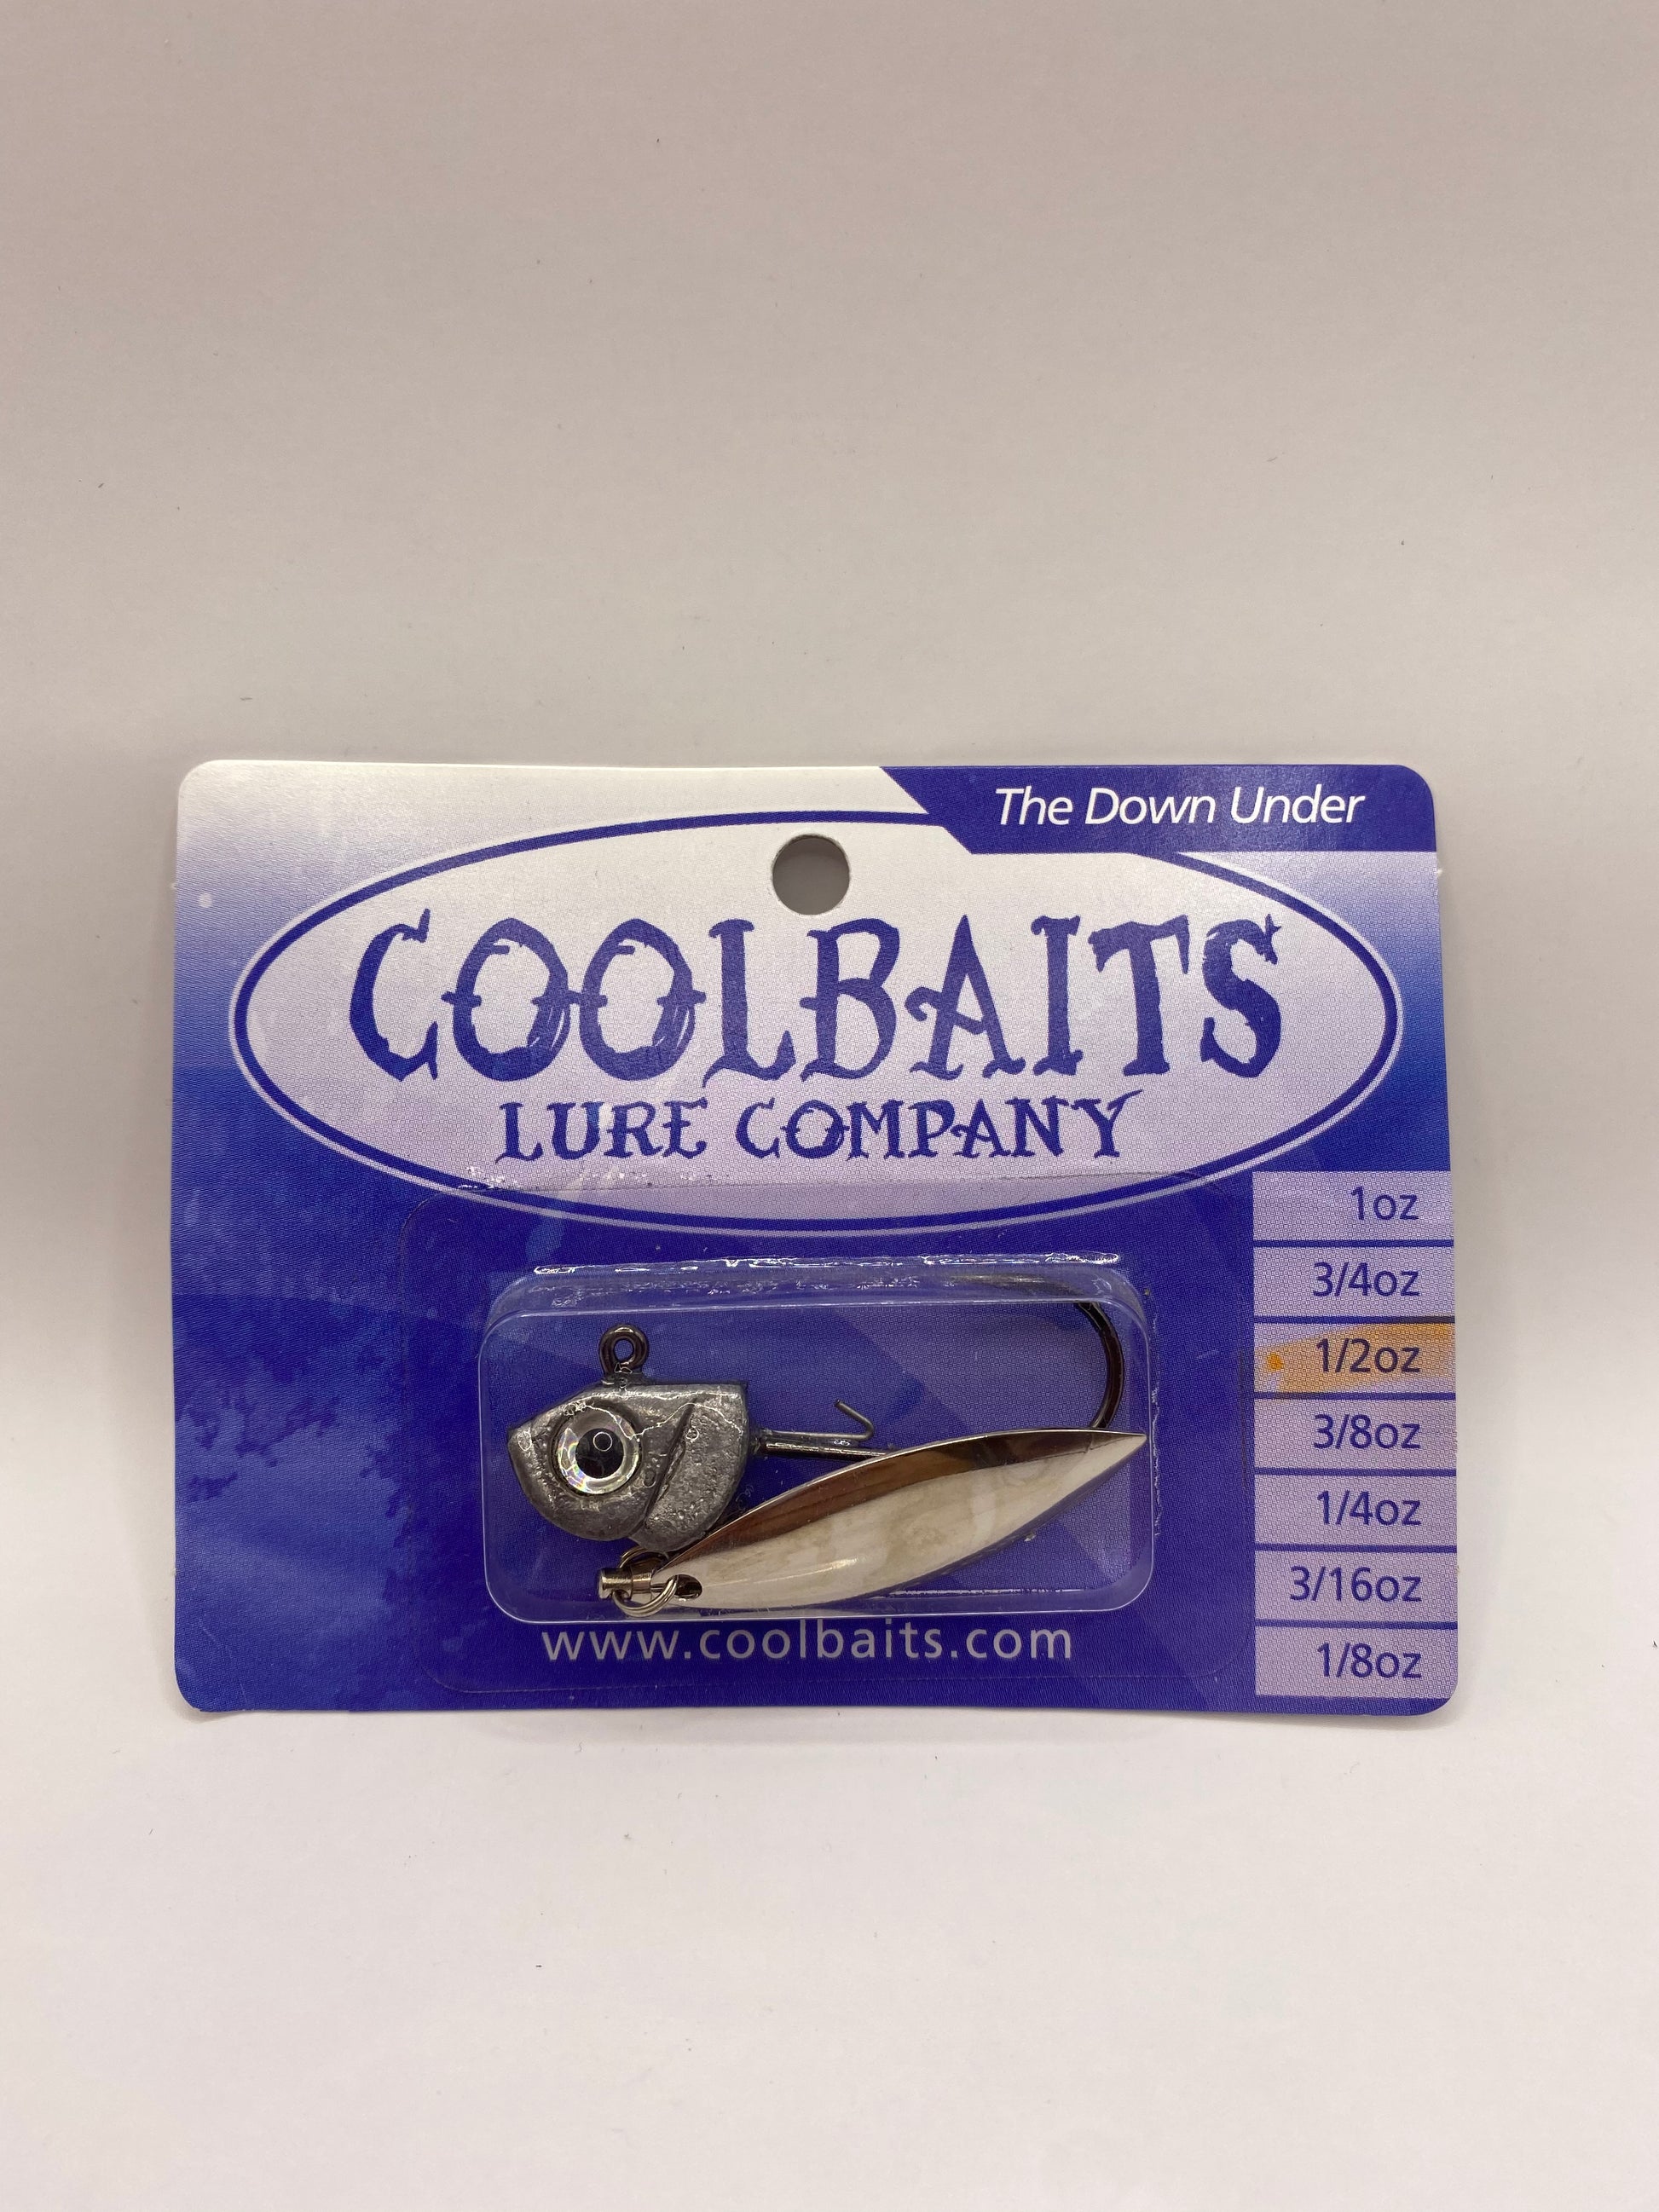 The Down Under
COOLBAITS
LURE COMPANY
1oz
3/4oz
1/2oz
3/8oz
1/4oz
3/16oz
1/8oz
www.coolbaits.com